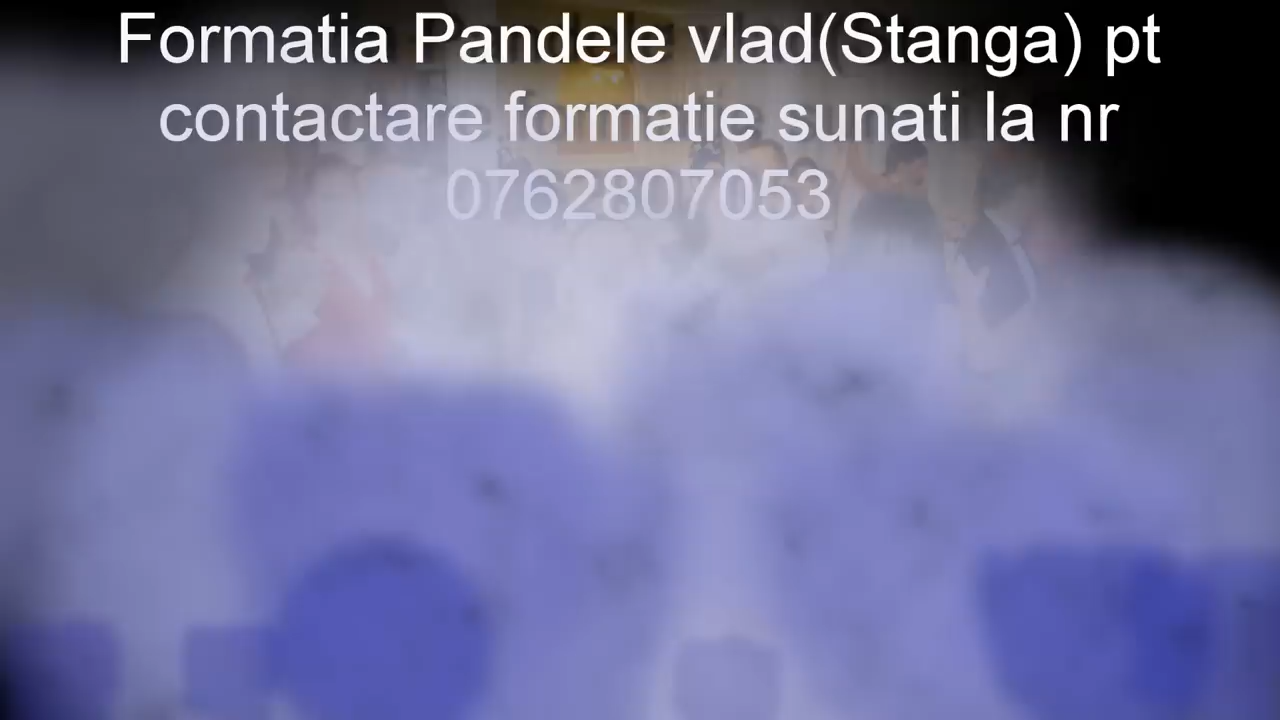 Formatia Pandele vlad(Stanga) pt
contactare formatie sunati la nr
0762807053